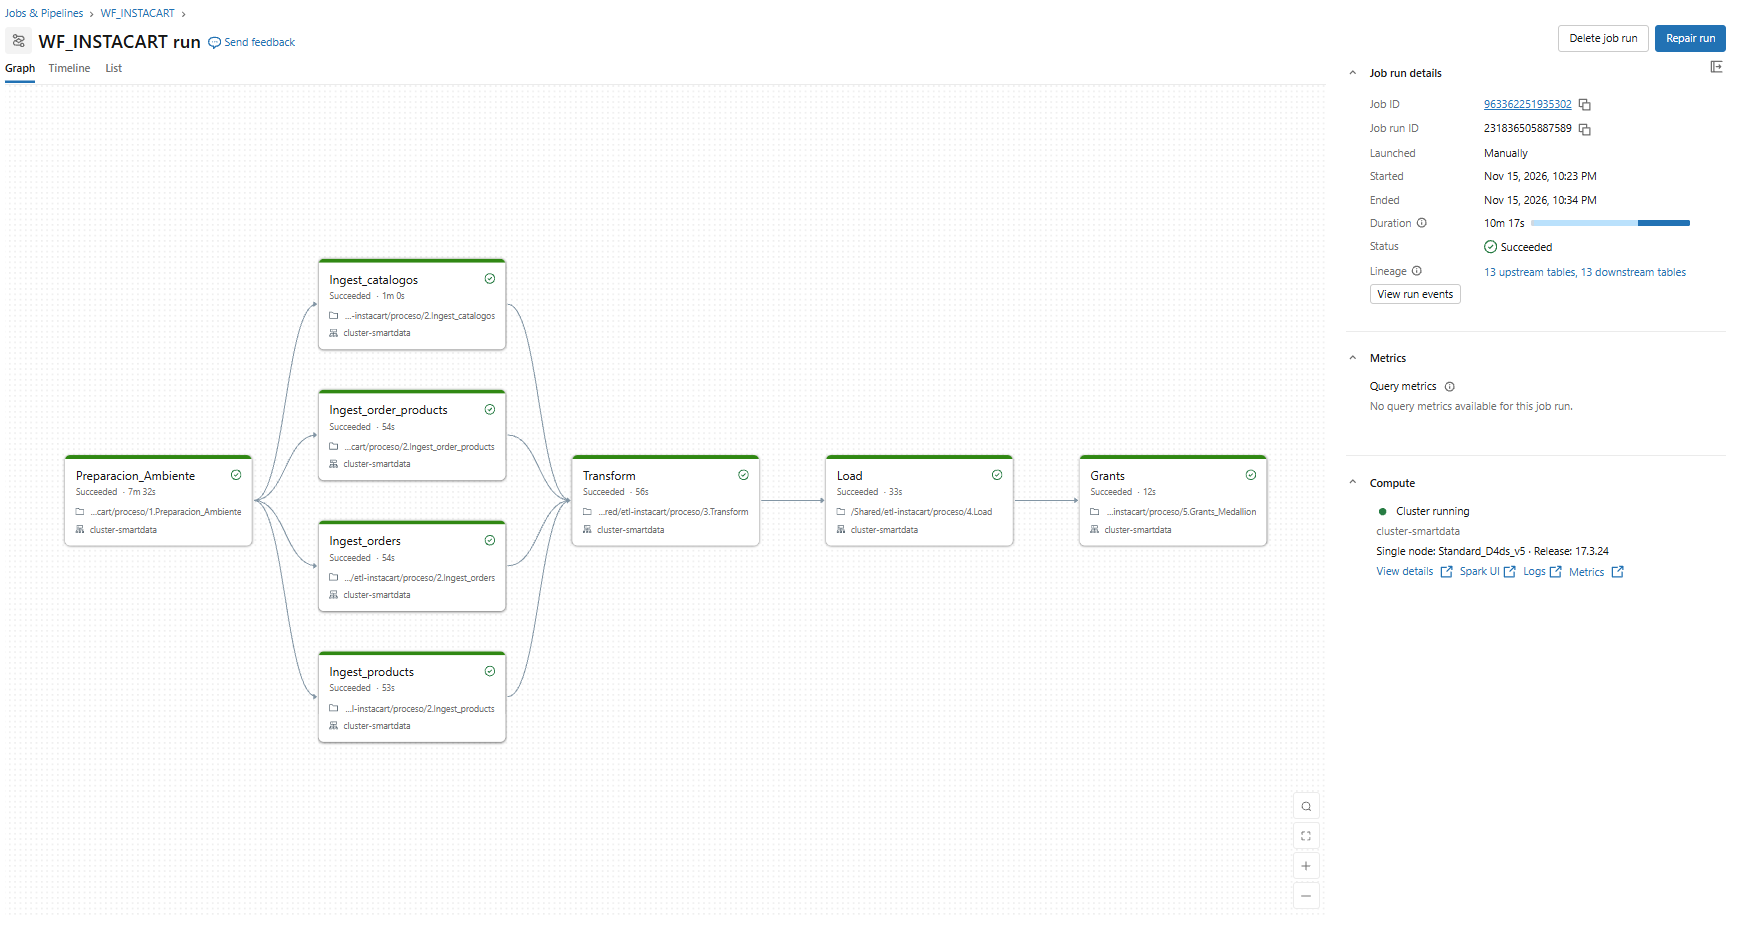 Jobs & Pipelines › WF_INSTACART ›
WF_INSTACART run Send feedback
Delete job run Repair run
Graph Timeline List
Preparacion_Ambiente
Succeeded · 7m 32s
...cart/proceso/1.Preparacion_Ambiente
cluster-smartdata
Ingest_catalogos
Succeeded · 1m 0s
...-instacart/proceso/2.Ingest_catalogos
cluster-smartdata
Ingest_order_products
Succeeded · 54s
...cart/proceso/2.Ingest_order_products
cluster-smartdata
Ingest_orders
Succeeded · 54s
.../etl-instacart/proceso/2.Ingest_orders
cluster-smartdata
Ingest_products
Succeeded · 53s
...l-instacart/proceso/2.Ingest_products
cluster-smartdata
Transform
Succeeded · 56s
...red/etl-instacart/proceso/3.Transform
cluster-smartdata
Load
Succeeded · 33s
/Shared/etl-instacart/proceso/4.Load
cluster-smartdata
Grants
Succeeded · 12s
...instacart/proceso/5.Grants_Medallion
cluster-smartdata
Job run details
Job ID 963362251935302
Job run ID 231836505887589
Launched Manually
Started Nov 15, 2026, 10:23 PM
Ended Nov 15, 2026, 10:34 PM
Duration 10m 17s
Status Succeeded
Lineage 13 upstream tables, 13 downstream tables
View run events
Metrics
Query metrics
No query metrics available for this job run.
Compute
Cluster running
cluster-smartdata
Single node: Standard_D4ds_v5 · Release: 17.3.24
View details Spark UI Logs Metrics